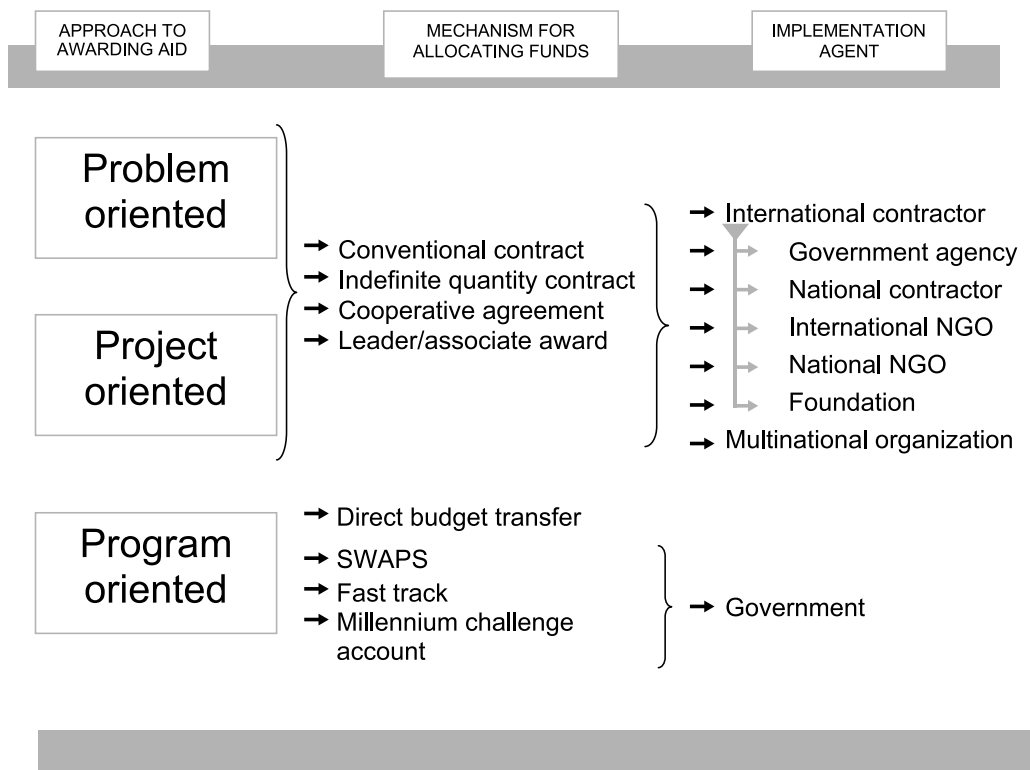 APPROACH TO
AWARDING AID
MECHANISM FOR
ALLOCATING FUNDS
IMPLEMENTATION
AGENT
Problem
oriented
Project
oriented
Conventional contract
Indefinite quantity contract
Cooperative agreement
Leader/associate award
International contractor
Government agency
National contractor
International NGO
National NGO
Foundation
Multinational organization
Program
oriented
Direct budget transfer
SWAPS
Fast track
Millennium challenge
account
Government